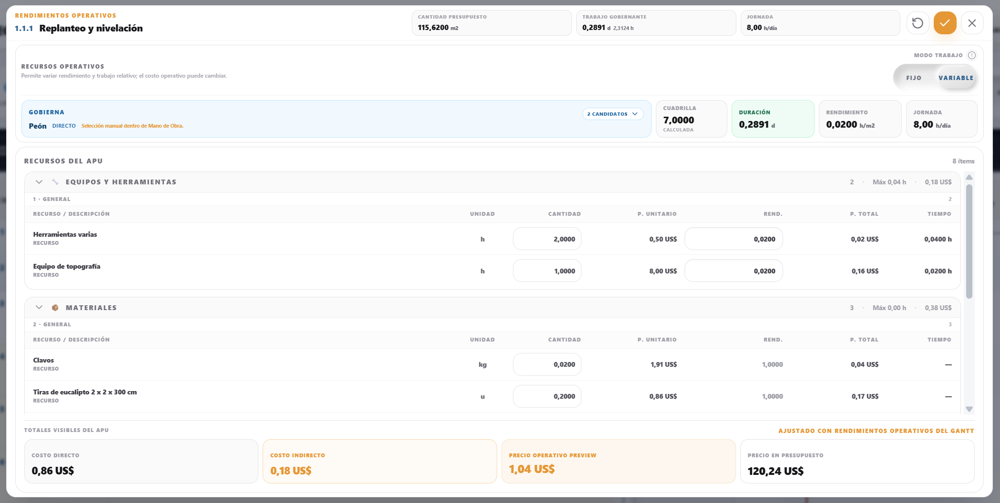 RENDIMIENTOS OPERATIVOS
1.1.1 Replanteo y nivelación
CANTIDAD PRESUPUESTO
115,6200 m2
TRABAJO GOBERNANTE
0,2891 d 2,3124 h
JORNADA
8,00 h/día
MODO TRABAJO
RECURSOS OPERATIVOS
Permite variar rendimiento y trabajo relativo; el costo operativo puede cambiar.
FIJO VARIABLE
GOBIERNA
Peón DIRECTO Selección manual dentro de Mano de Obra.
2 CANDIDATOS
CUADRILLA
7,0000
CALCULADA
DURACIÓN
0,2891 d
RENDIMIENTO
0,0200 h/m2
JORNADA
8,00 h/día
RECURSOS DEL APU 8 ítems
EQUIPOS Y HERRAMIENTAS 2 · Máx 0,04 h · 0,18 US$
1 - GENERAL 2
RECURSO / DESCRIPCIÓN UNIDAD CANTIDAD P. UNITARIO REND. P. TOTAL TIEMPO
Herramientas varias
RECURSO
h 2,0000 0,50 US$ 0,0200 0,02 US$ 0,0400 h
Equipo de topografía
RECURSO
h 1,0000 8,00 US$ 0,0200 0,16 US$ 0,0200 h
MATERIALES 3 · Máx 0,00 h · 0,38 US$
2 - GENERAL 3
RECURSO / DESCRIPCIÓN UNIDAD CANTIDAD P. UNITARIO REND. P. TOTAL TIEMPO
Clavos
RECURSO
kg 0,0200 1,91 US$ 1,0000 0,04 US$ —
Tiras de eucalipto 2 x 2 x 300 cm
RECURSO
u 0,2000 0,86 US$ 1,0000 0,17 US$ —
TOTALES VISIBLES DEL APU
AJUSTADO CON RENDIMIENTOS OPERATIVOS DEL GANTT
COSTO DIRECTO
0,86 US$
COSTO INDIRECTO
0,18 US$
PRECIO OPERATIVO PREVIEW
1,04 US$
PRECIO EN PRESUPUESTO
120,24 US$